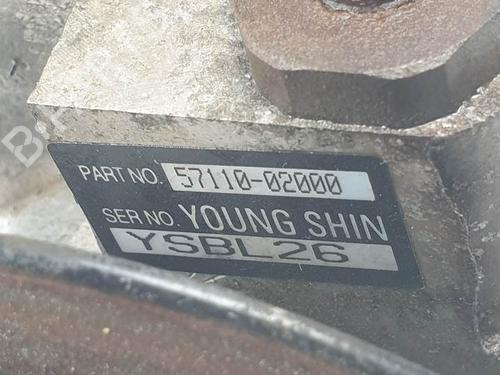 PART NO. 57110-02000
SER NO. YOUNG SHIN
YSBL26